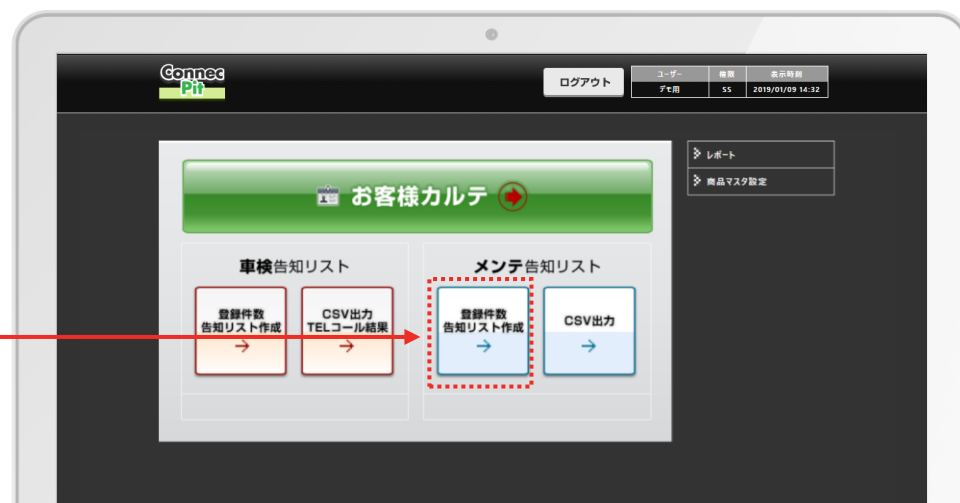 Connec
Pit
ログアウト
ユーザー 権限 表示時刻
デモ用 SS 2019/01/09 14:32
レポート
商品マスタ設定
お客様カルテ
車検告知リスト
登録件数
告知リスト作成
→
CSV出力
TELコール結果
→
メンテ告知リスト
登録件数
告知リスト作成
→
CSV出力
→